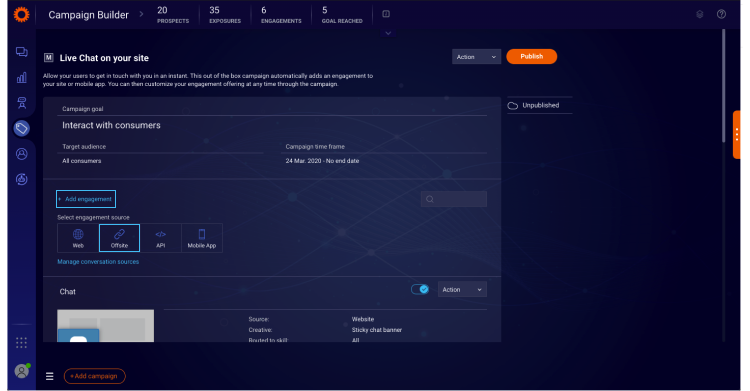 Campaign Builder > 20 35 6 5
PROSPECTS EXPOSURES ENGAGEMENTS GOAL REACHED
M Live Chat on your site
Action
Publish
Allow your users to get in touch with you in an instant. This out of the box campaign automatically adds an engagement to
your site or mobile app. You can then customize your engagement offering at any time through the campaign.
Unpublished
Campaign goal
Interact with consumers
Target audience Campaign time frame
All consumers 24 Mar. 2020 - No end date
+ Add engagement
Select engagement source
</>
Web Offsite API Mobile App
Manage conversation sources
Chat
Action
Source: Website
Creative: Sticky chat banner
Routed to skill: All
+Add campaign